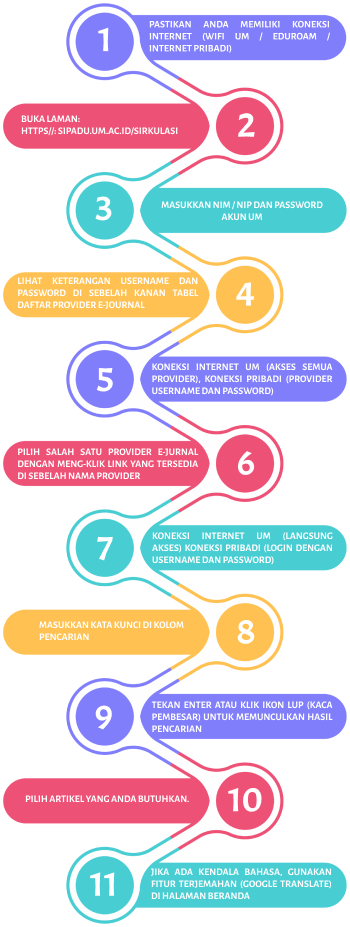 1
PASTIKAN ANDA MEMILIKI KONEKSI
INTERNET (WIFI UM / EDUROAM /
INTERNET PRIBADI)
2
BUKA LAMAN:
HTTPS//: SIPADU.UM.AC.ID/SIRKULASI
3
MASUKKAN NIM / NIP DAN PASSWORD
AKUN UM
4
LIHAT KETERANGAN USERNAME DAN
PASSWORD DI SEBELAH KANAN TABEL
DAFTAR PROVIDER E-JOURNAL
5
KONEKSI INTERNET UM (AKSES SEMUA
PROVIDER), KONEKSI PRIBADI (PROVIDER
USERNAME DAN PASSWORD)
6
PILIH SALAH SATU PROVIDER E-JURNAL
DENGAN MENG-KLIK LINK YANG TERSEDIA
DI SEBELAH NAMA PROVIDER
7
KONEKSI INTERNET UM (LANGSUNG
AKSES) KONEKSI PRIBADI (LOGIN DENGAN
USERNAME DAN PASSWORD)
8
MASUKKAN KATA KUNCI DI KOLOM
PENCARIAN
9
TEKAN ENTER ATAU KLIK IKON LUP (KACA
PEMBESAR) UNTUK MEMUNCULKAN HASIL
PENCARIAN
10
PILIH ARTIKEL YANG ANDA BUTUHKAN.
11
JIKA ADA KENDALA BAHASA, GUNAKAN
FITUR TERJEMAHAN (GOOGLE TRANSLATE)
DI HALAMAN BERANDA